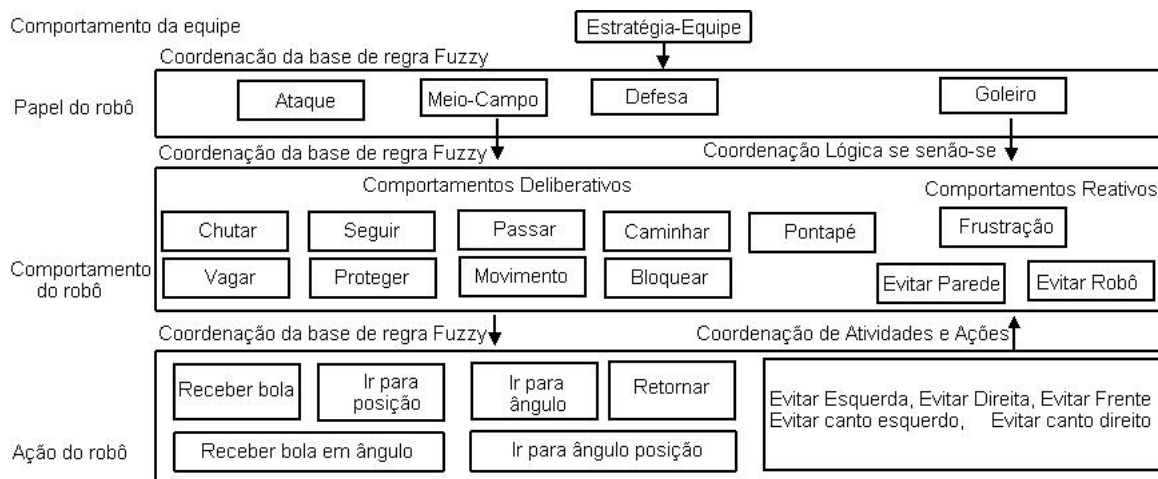 Comportamento da equipe
Estratégia-Equipe
Coordenacão da base de regra Fuzzy
Papel do robô
Ataque
Meio-Campo
Defesa
Goleiro
Coordenação da base de regra Fuzzy
Coordenação Lógica se senão-se
Comportamentos Deliberativos
Comportamentos Reativos
Chutar
Seguir
Passar
Caminhar
Pontapé
Frustração
Comportamento
do robô
Vagar
Proteger
Movimento
Bloquear
Evitar Parede
Evitar Robô
Coordenação da base de regra Fuzzy
Coordenação de Atividades e Ações
Receber bola
Ir para
posição
Ir para
ângulo
Retornar
Evitar Esquerda, Evitar Direita, Evitar Frente
Evitar canto esquerdo, Evitar canto direito
Ação do robô
Receber bola em ângulo
Ir para ângulo posição